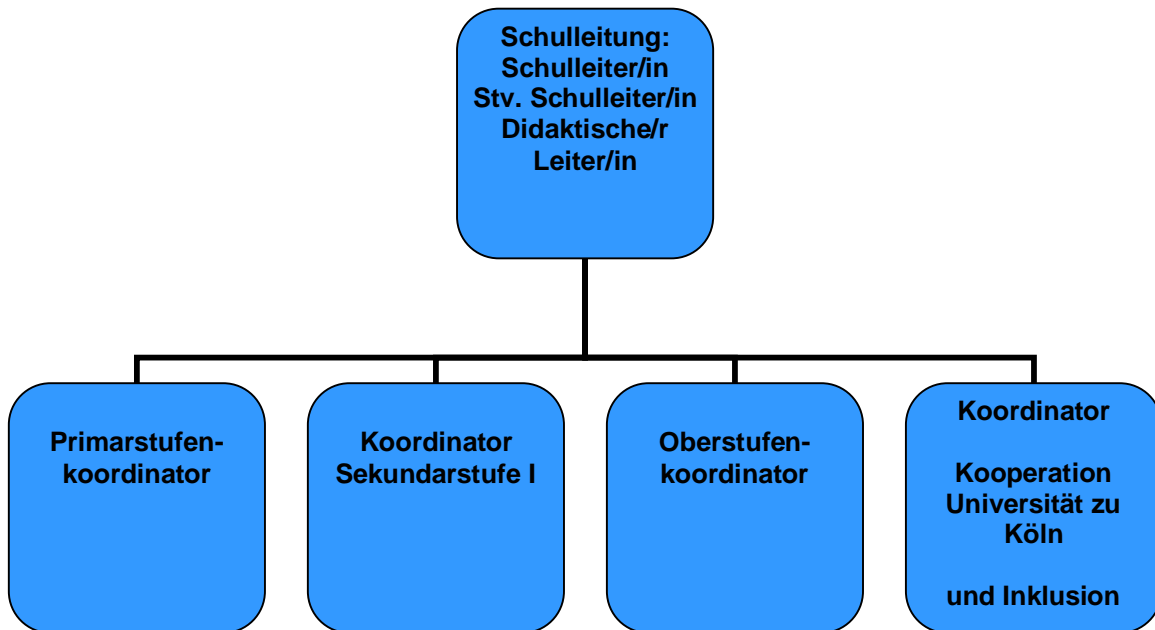 Schulleitung:
Schulleiter/in
Stv. Schulleiter/in
Didaktische/r
Leiter/in
Primarstufen-
koordinator
Koordinator
Sekundarstufe I
Oberstufen-
koordinator
Koordinator
Kooperation
Universität zu
Köln
und Inklusion